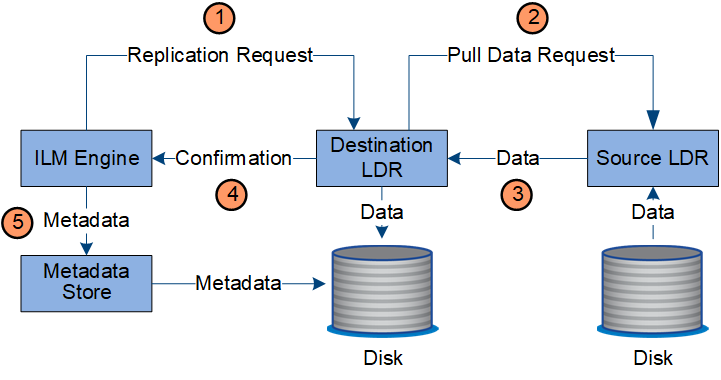 1
2
Replication Request
Pull Data Request
ILM Engine
Confirmation
Destination
LDR
Data
Source LDR
4
3
5
Metadata
Data
Data
Metadata
Store
Metadata
Disk
Disk